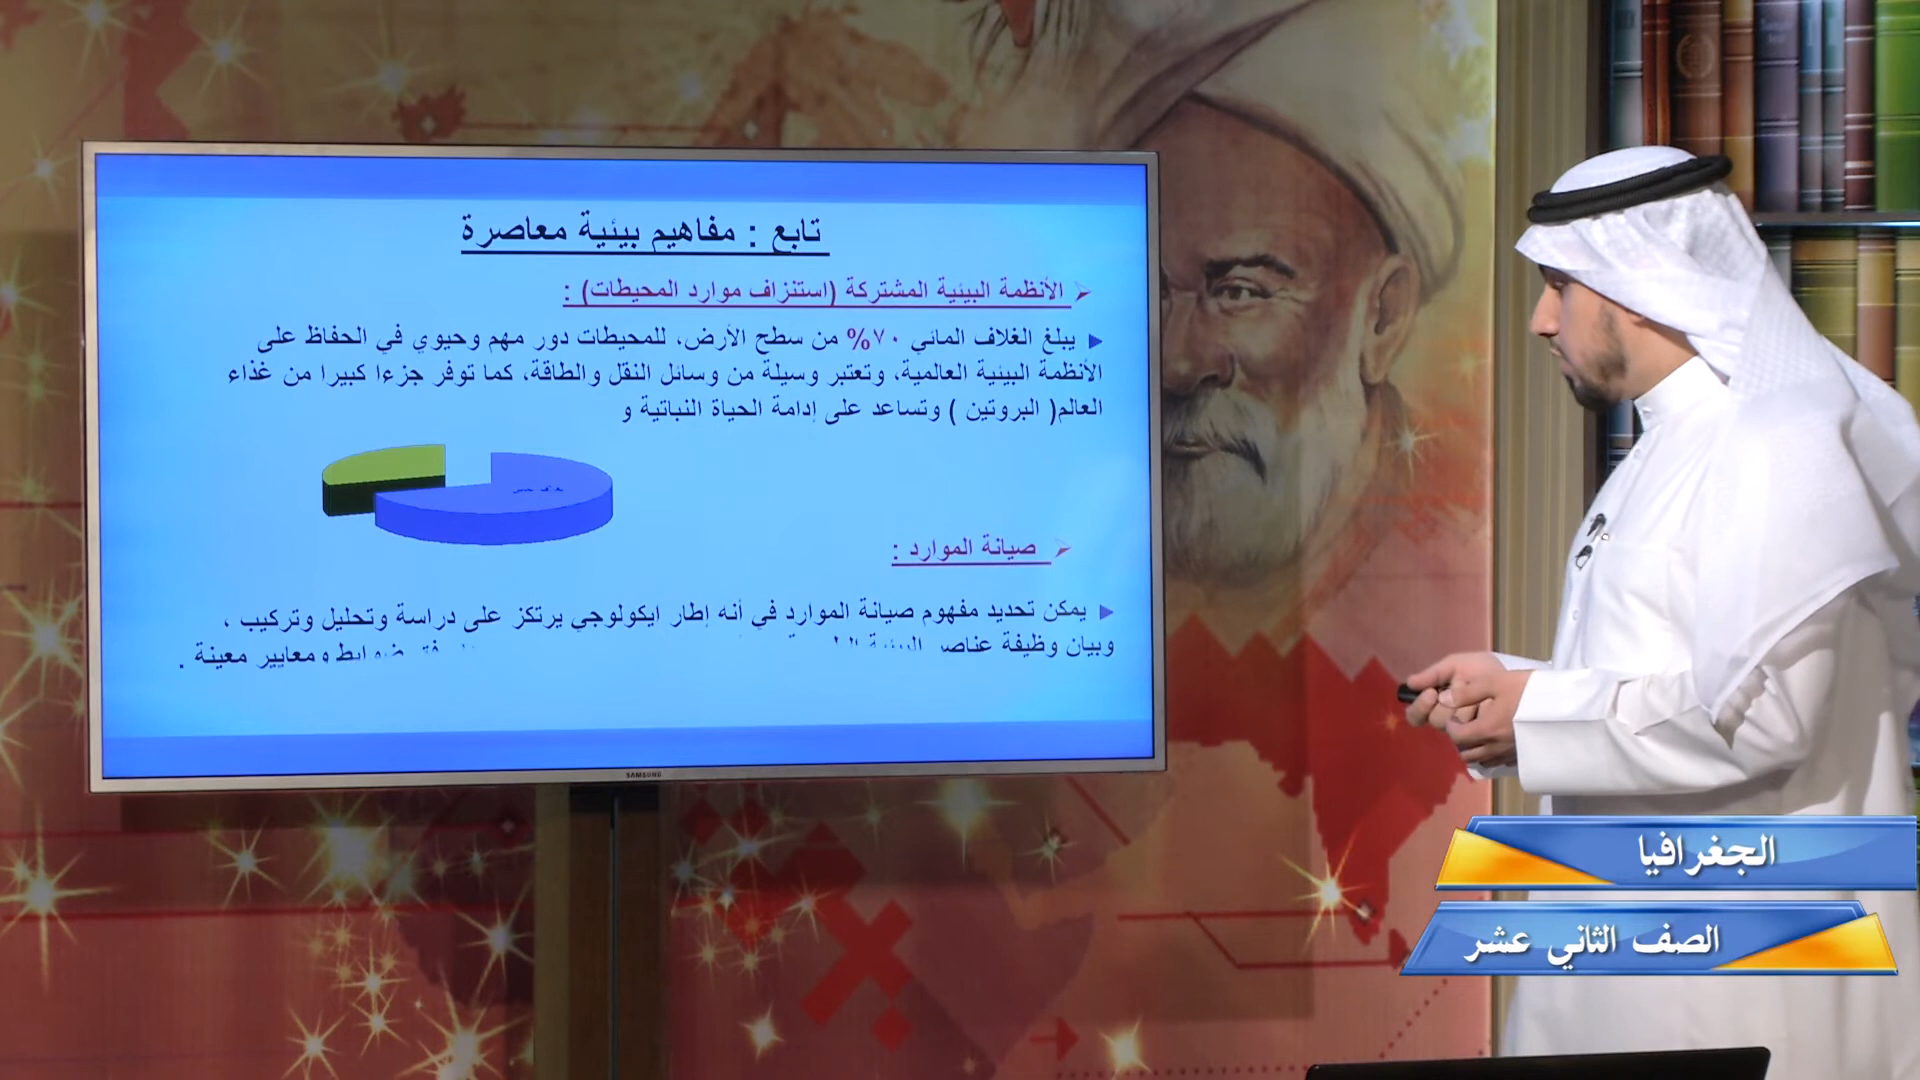 تابع : مفاهيم بيئية معاصرة
الأنظمة البيئية المشتركة (استنزاف موارد المحيطات) :
يبلغ الغلاف المائي ٧٠% من سطح الأرض، للمحيطات دور مهم وحيوي في الحفاظ على
الأنظمة البيئية العالمية، وتعتبر وسيلة من وسائل النقل والطاقة، كما توفر جزءا كبيرا من غذاء
العالم( البروتين ) وتساعد على إدامة الحياة النباتية و
صيانة الموارد :
يمكن تحديد مفهوم صيانة الموارد في أنه إطار ايكولوجي يرتكز على دراسة وتحليل وتركيب ،
وبيان وظيفة عناصر البيئية ضوابط ومعايير معينة .
SAMSUNG
الجغرافيا
الصف الثاني عشر